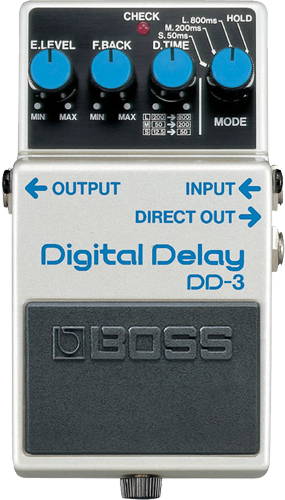 CHECK
L. 800ms
HOLD
M. 200ms
S. 50ms
E.LEVEL
F.BACK
D.TIME
MIN MAX
MIN MAX
L 200 → 800
M 50 → 200
S 12.5 → 50
MODE
← OUTPUT
INPUT ←
DIRECT OUT →
Digital Delay
DD-3
BOSS